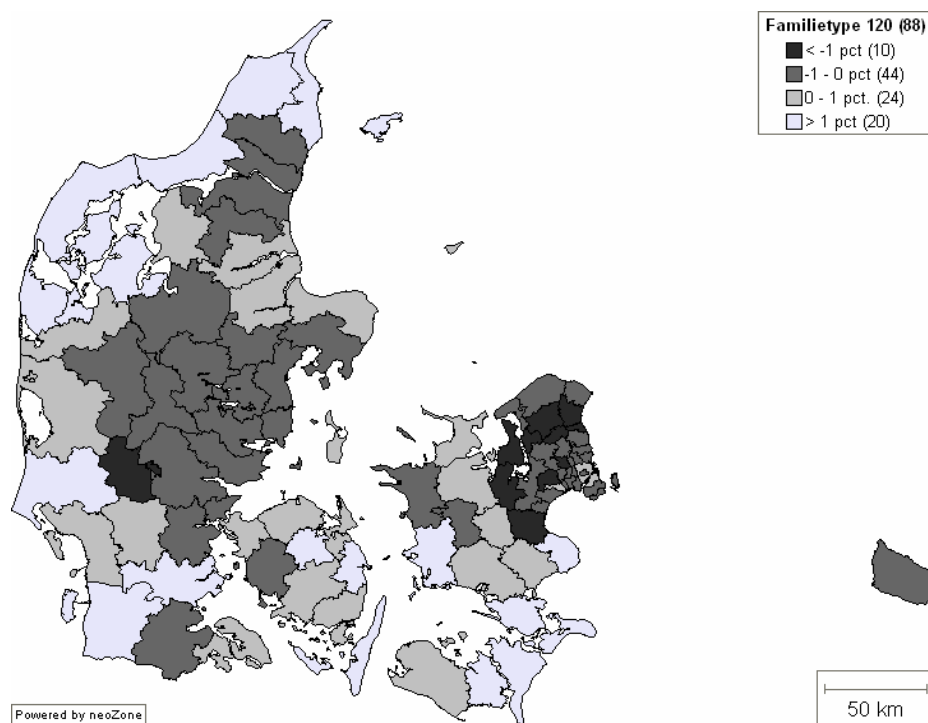 Familietype 120 (88)
< -1 pct (10)
-1 - 0 pct (44)
0 - 1 pct. (24)
> 1 pct (20)
50 km
Powered by neoZone